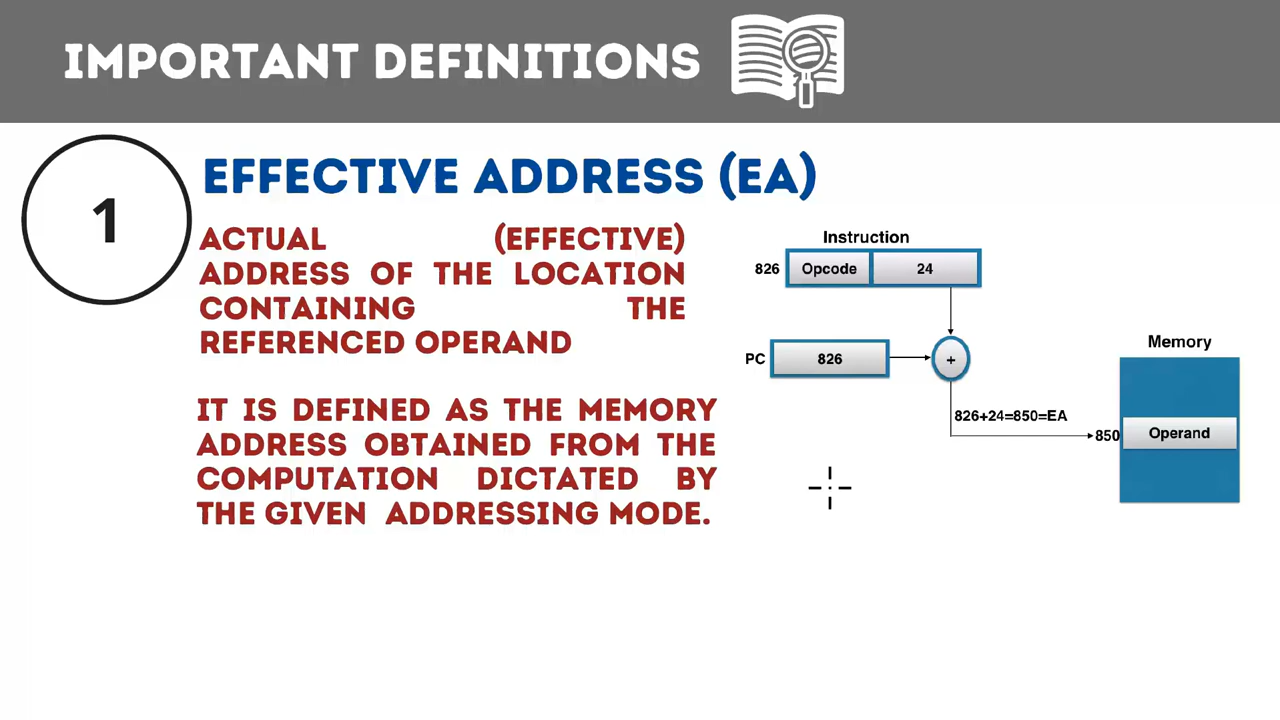 IMPORTANT DEFINITIONS
1
EFFECTIVE ADDRESS (EA)
ACTUAL (EFFECTIVE)
ADDRESS OF THE LOCATION
CONTAINING THE
REFERENCED OPERAND
IT IS DEFINED AS THE MEMORY
ADDRESS OBTAINED FROM THE
COMPUTATION DICTATED BY
THE GIVEN ADDRESSING MODE.
Instruction
826 Opcode 24
PC 826 +
Memory
826+24=850=EA
850 Operand